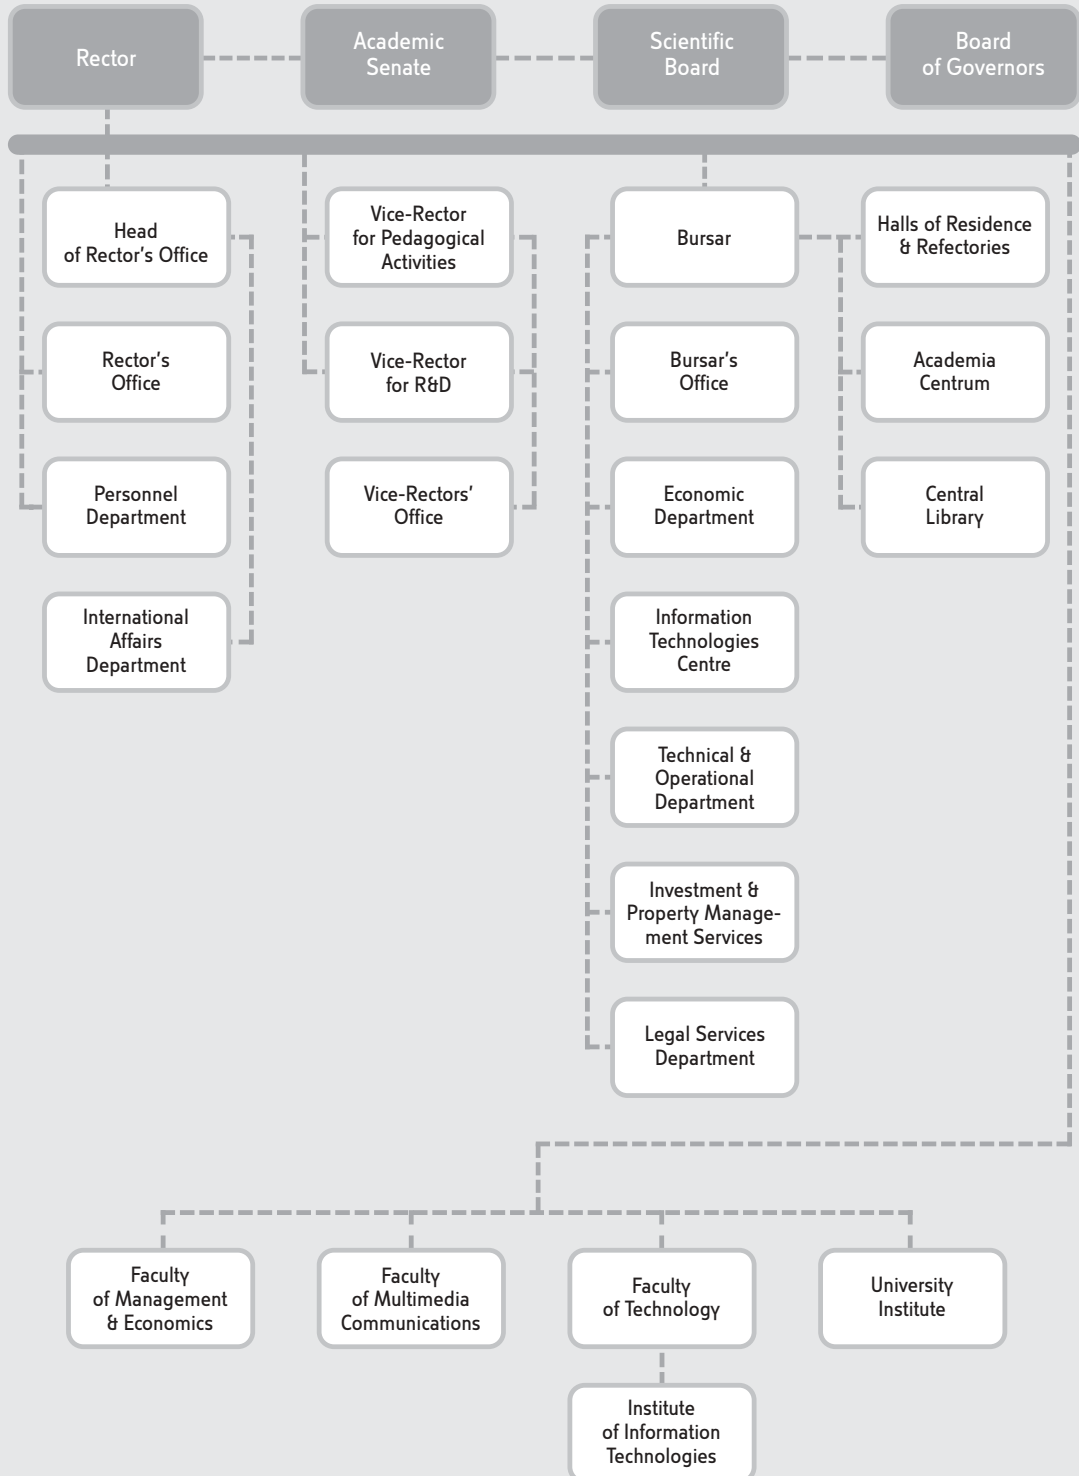 Rector
Academic
Senate
Scientific
Board
Board
of Governors
Head
of Rector's Office
Rector's
Office
Personnel
Department
International
Affairs
Department
Vice-Rector
for Pedagogical
Activities
Vice-Rector
for R&D
Vice-Rectors'
Office
Bursar
Bursar's
Office
Economic
Department
Information
Technologies
Centre
Technical &
Operational
Department
Investment &
Property Manage-
ment Services
Legal Services
Department
Halls of Residence
& Refectories
Academia
Centrum
Central
Library
Faculty
of Management
& Economics
Faculty
of Multimedia
Communications
Faculty
of Technology
University
Institute
Institute
of Information
Technologies